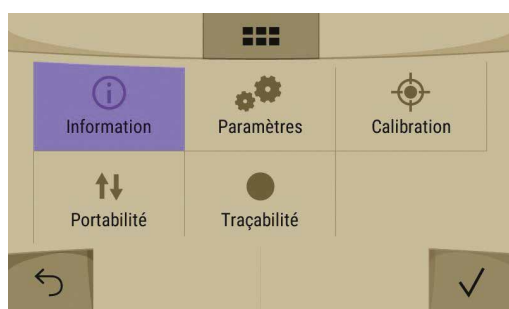 Information
Paramètres
Calibration
Portabilité
Traçabilité